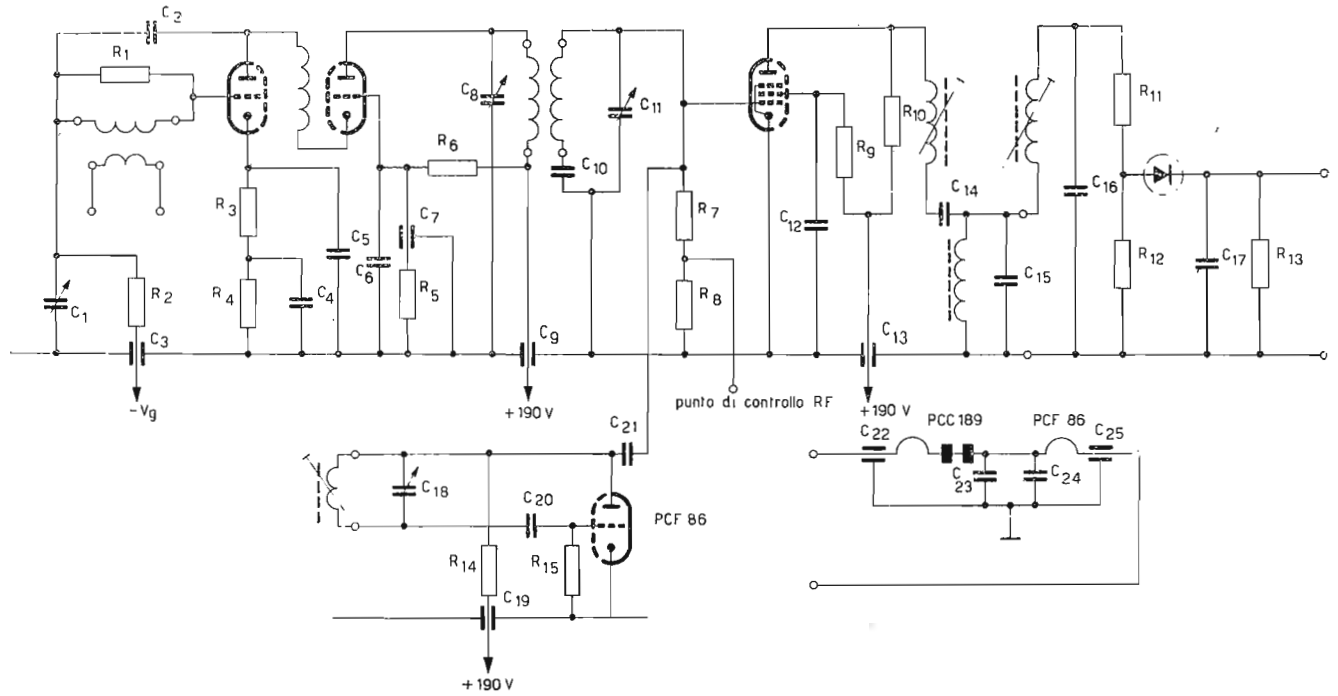 C2
R1
C8
C11
R10
R11
R6
R9
C10
C14
C16
R3
C7
R7
C12
C5
C6
R12
C17
R13
C15
R2
R4
C4
R5
R8
C1
C3
C9
C13
-Vg
+190 V
punto di controllo RF
+190 V
PCC 189
PCF 86
C22
C25
C21
C23
C24
C18
C20
PCF 86
R14
R15
C19
+190 V